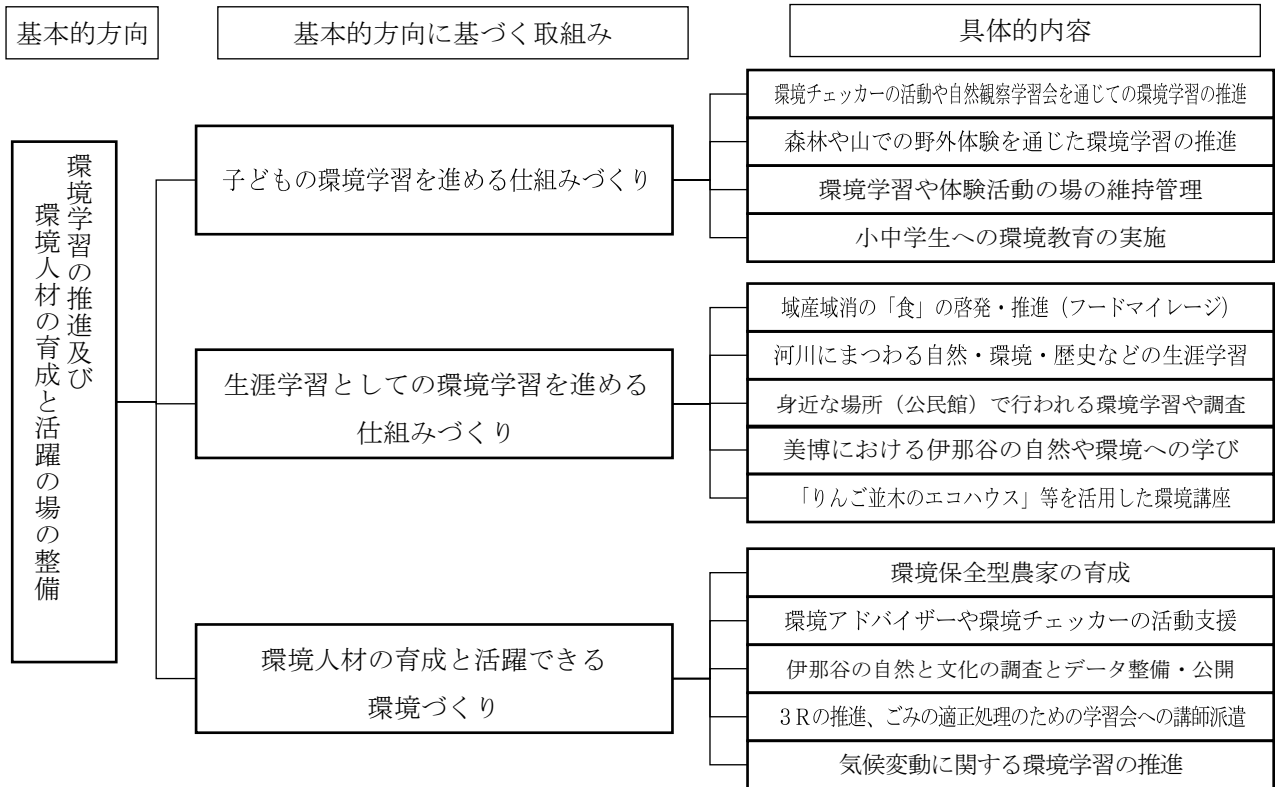 基本的方向
基本的方向に基づく取組み
具体的内容
環境学習の推進及び
環境人材の育成と活躍の場の整備
子どもの環境学習を進める仕組みづくり
環境チェッカーの活動や自然観察学習会を通じての環境学習の推進
森林や山での野外体験を通じた環境学習の推進
環境学習や体験活動の場の維持管理
小中学生への環境教育の実施
生涯学習としての環境学習を進める
仕組みづくり
域産域消の「食」の啓発・推進（フードマイレージ）
河川にまつわる自然・環境・歴史などの生涯学習
身近な場所（公民館）で行われる環境学習や調査
美博における伊那谷の自然や環境への学び
「りんご並木のエコハウス」等を活用した環境講座
環境人材の育成と活躍できる
環境づくり
環境保全型農家の育成
環境アドバイザーや環境チェッカーの活動支援
伊那谷の自然と文化の調査とデータ整備・公開
３Ｒの推進、ごみの適正処理のための学習会への講師派遣
気候変動に関する環境学習の推進